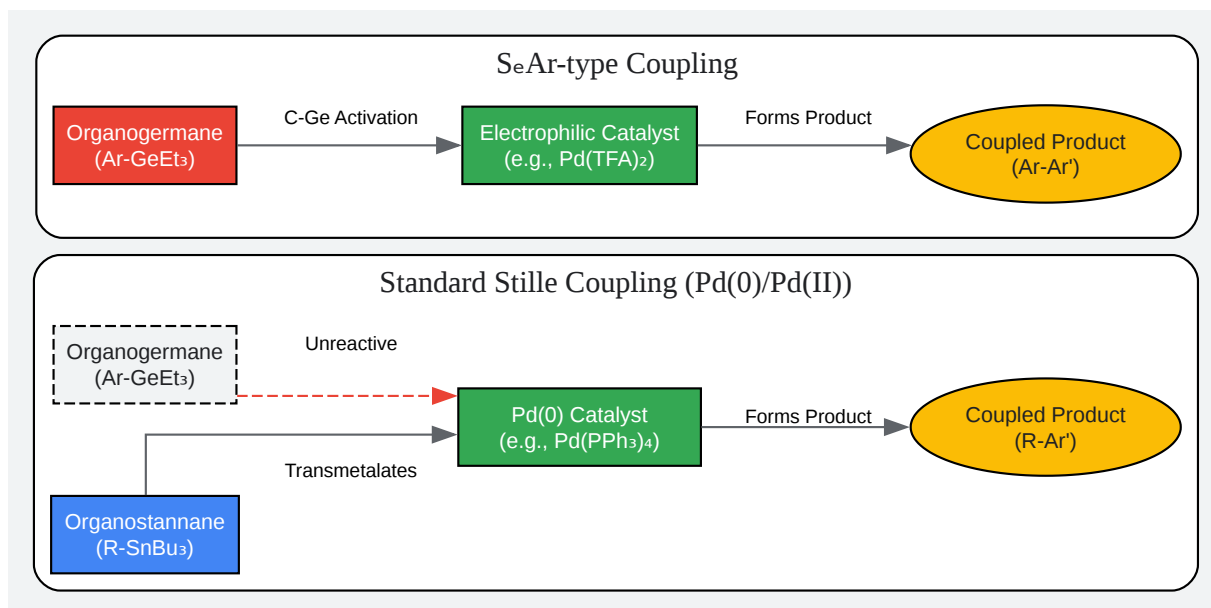 SₑAr-type Coupling
Organogermane
(Ar-GeEt₃)
C-Ge Activation
Electrophilic Catalyst
(e.g., Pd(TFA)₂)
Forms Product
Coupled Product
(Ar-Ar')
Standard Stille Coupling (Pd(0)/Pd(II))
Organogermane
(Ar-GeEt₃)
Unreactive
Pd(0) Catalyst
(e.g., Pd(PPh₃)₄)
Forms Product
Coupled Product
(R-Ar')
Transmetalates
Organostannane
(R-SnBu₃)